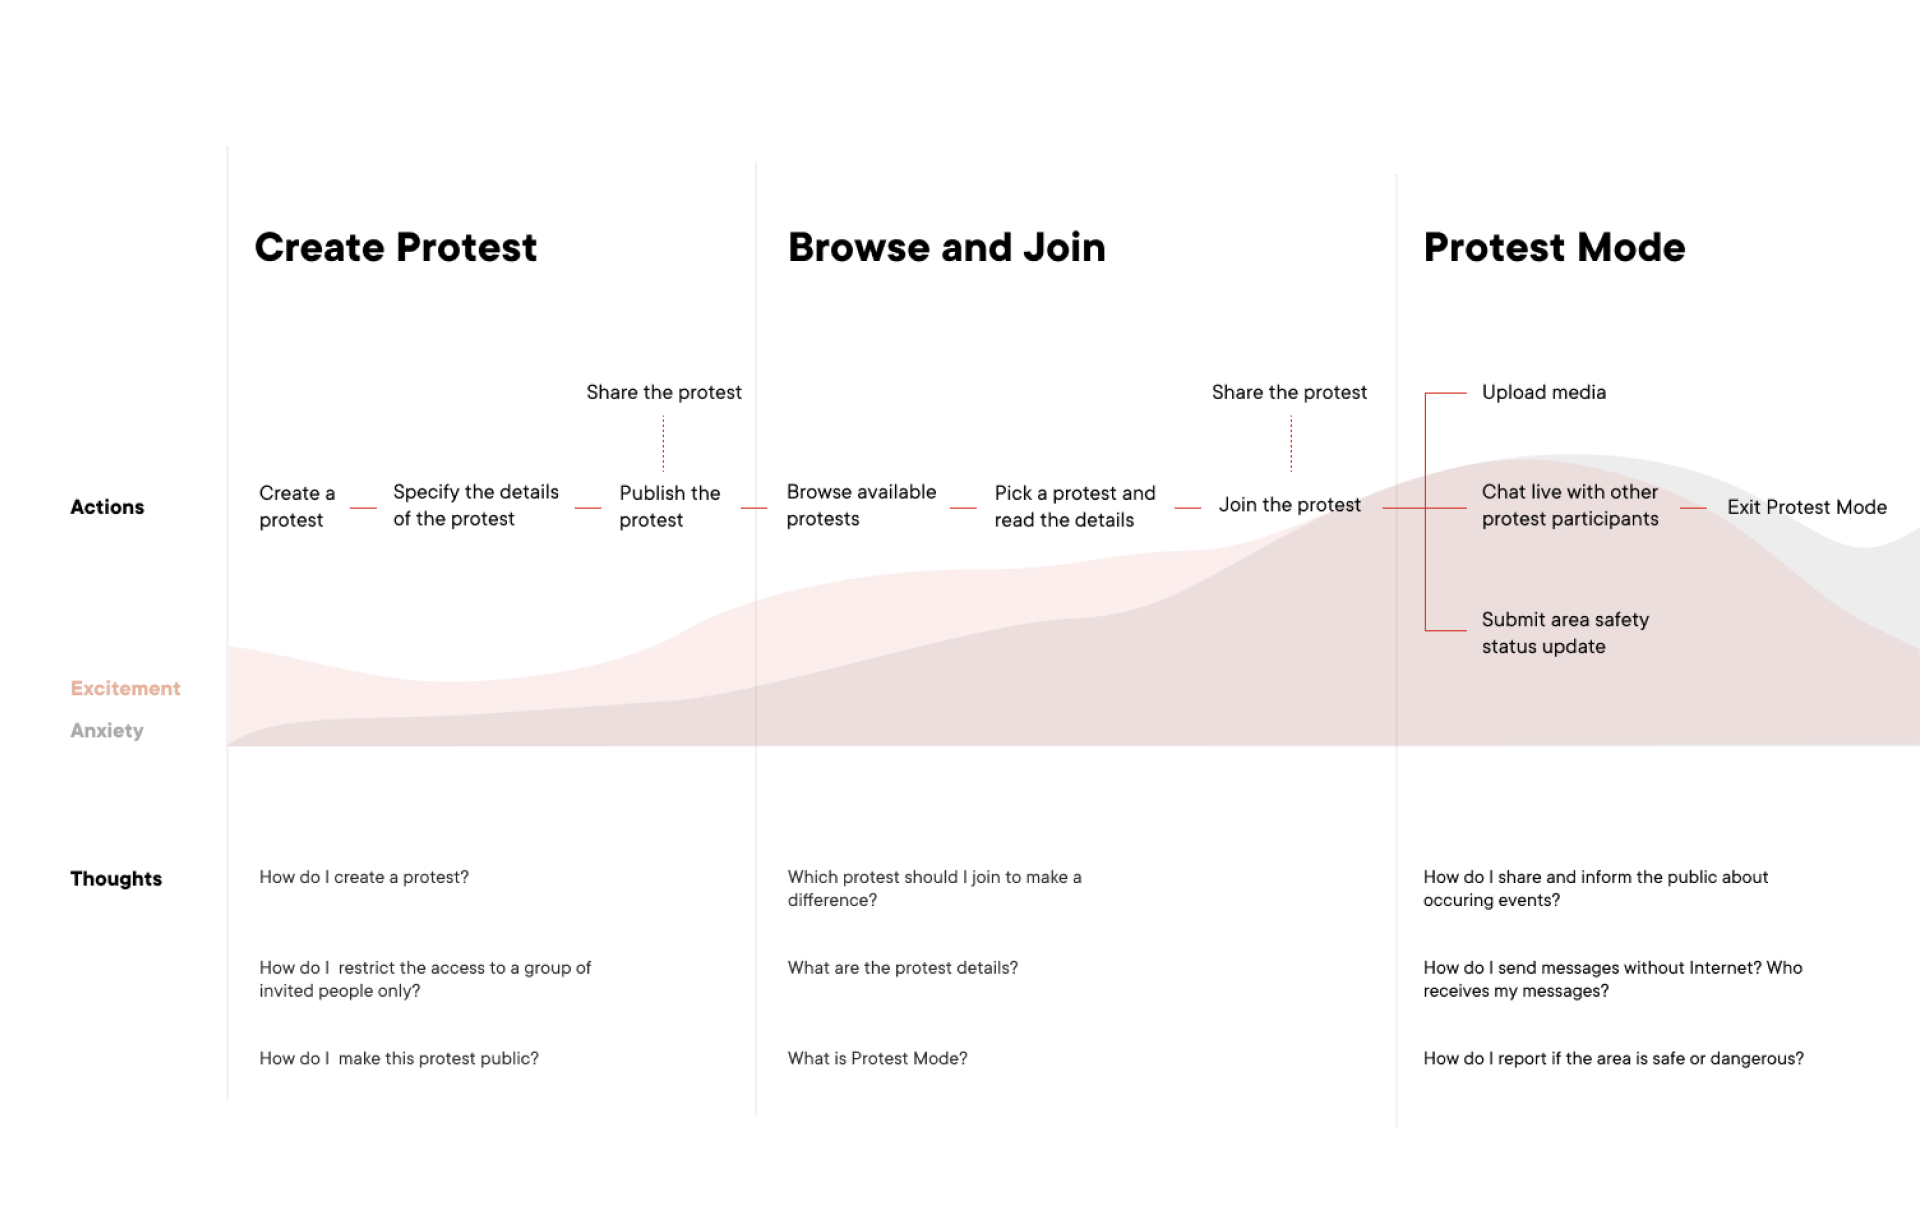 Create Protest
Browse and Join
Protest Mode
Share the protest
Share the protest
Upload media
Actions
Create a
protest
Specify the details
of the protest
Publish the
protest
Browse available
protests
Pick a protest and
read the details
Join the protest
Chat live with other
protest participants
Exit Protest Mode
Submit area safety
status update
Excitement
Anxiety
Thoughts
How do I create a protest?
How do I  restrict the access to a group of
invited people only?
How do I  make this protest public?
Which protest should I join to make a
difference?
What are the protest details?
What is Protest Mode?
How do I share and inform the public about
occuring events?
How do I send messages without Internet? Who
receives my messages?
How do I report if the area is safe or dangerous?